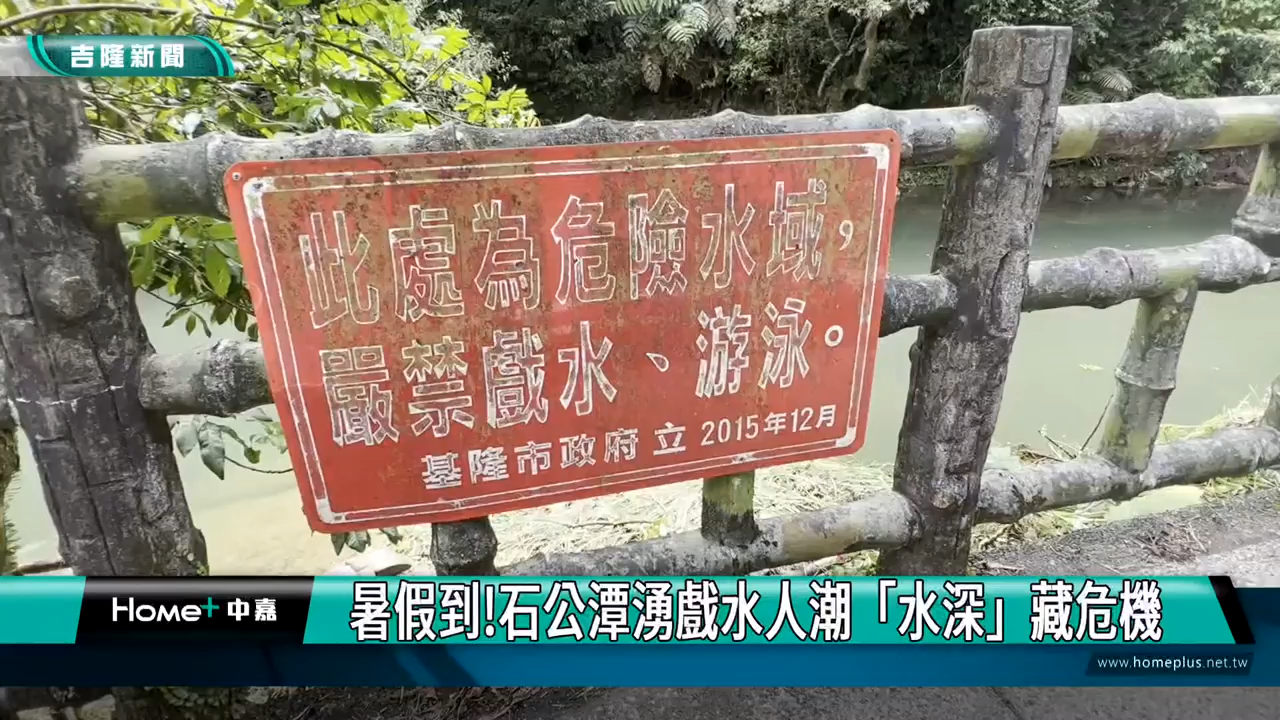 吉隆新聞
此處為危險水域，
嚴禁戲水、游泳。
基隆市政府 立 2015年12月
Home+ 中嘉
暑假到!石公潭湧戲水人潮「水深」藏危機
www.homeplus.net.tw